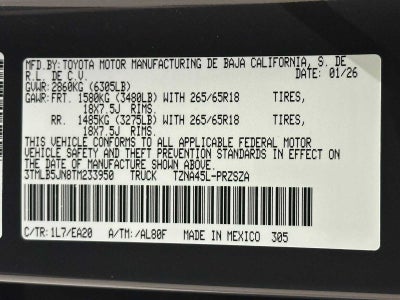 MFD.BY: TOYOTA MOTOR MANUFACTURING DE BAJA CALIFORNIA, S. DE
R.L. DE C.V. 01/26
GVWR: 2860KG (6305LB)
GAWR: FRT. 1580KG (3480LB) WITH 265/65R18 TIRES,
18X7.5J RIMS.
RR. 1485KG (3275LB) WITH 265/65R18 TIRES,
18X7.5J RIMS.
THIS VEHICLE CONFORMS TO ALL APPLICABLE FEDERAL MOTOR
VEHICLE SAFETY AND THEFT PREVENTION STANDARDS IN EFFECT
ON THE DATE OF MANUFACTURE SHOWN ABOVE.
3TMLB5JN0TM233950 TRUCK TZNA45L-PRZSZA
C/TR: 1L7/EA20 A/TM: /AL80F MADE IN MEXICO 305